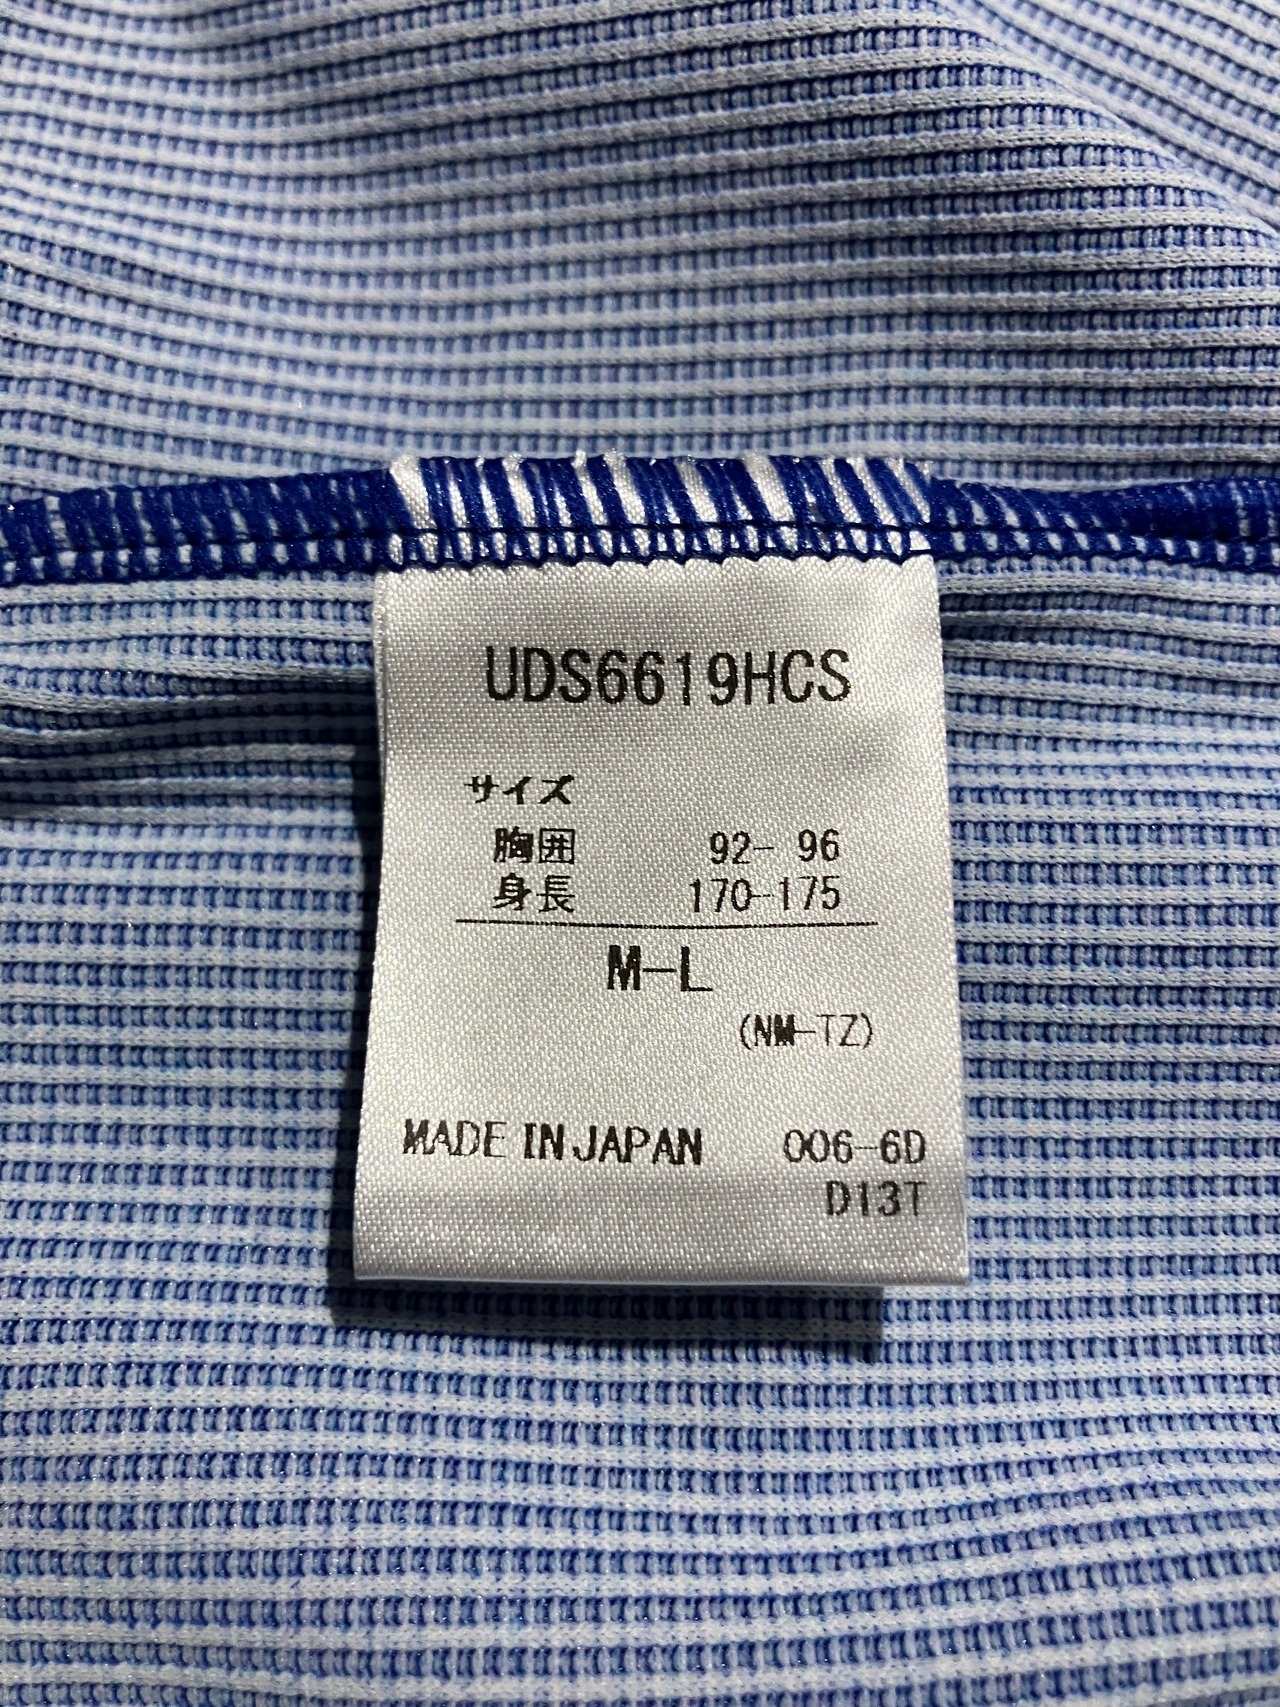 UDS6619HCS
サイズ
胸囲 92- 96
身長 170-175
M-L
(NM-TZ)
MADE IN JAPAN 006-6D
D13T